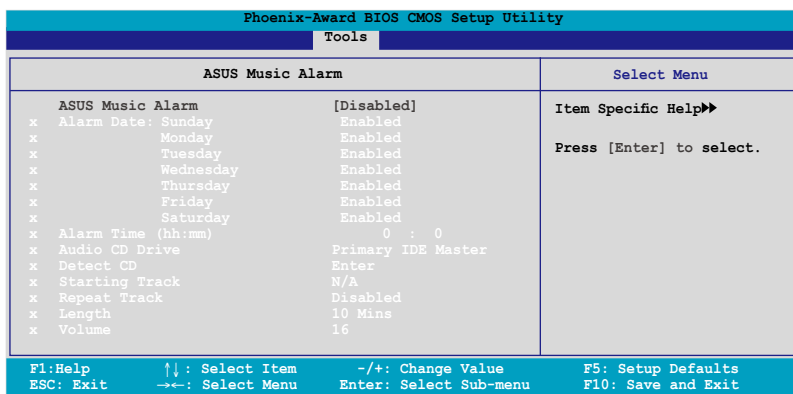 Phoenix-Award BIOS CMOS Setup Utility
Tools
ASUS Music Alarm
Select Menu
ASUS Music Alarm [Disabled]
x Alarm Date: Sunday Enabled
x Monday Enabled
x Tuesday Enabled
x Wednesday Enabled
x Thursday Enabled
x Friday Enabled
x Saturday Enabled
x Alarm Time (hh:mm) 0 : 0
x Audio CD Drive Primary IDE Master
x Detect CD Enter
x Starting Track N/A
x Repeat Track Disabled
x Length 10 Mins
x Volume 16
Item Specific Help▶▶
Press [Enter] to select.
F1:Help ↑↓: Select Item -/+: Change Value F5: Setup Defaults
ESC: Exit →←: Select Menu Enter: Select Sub-menu F10: Save and Exit